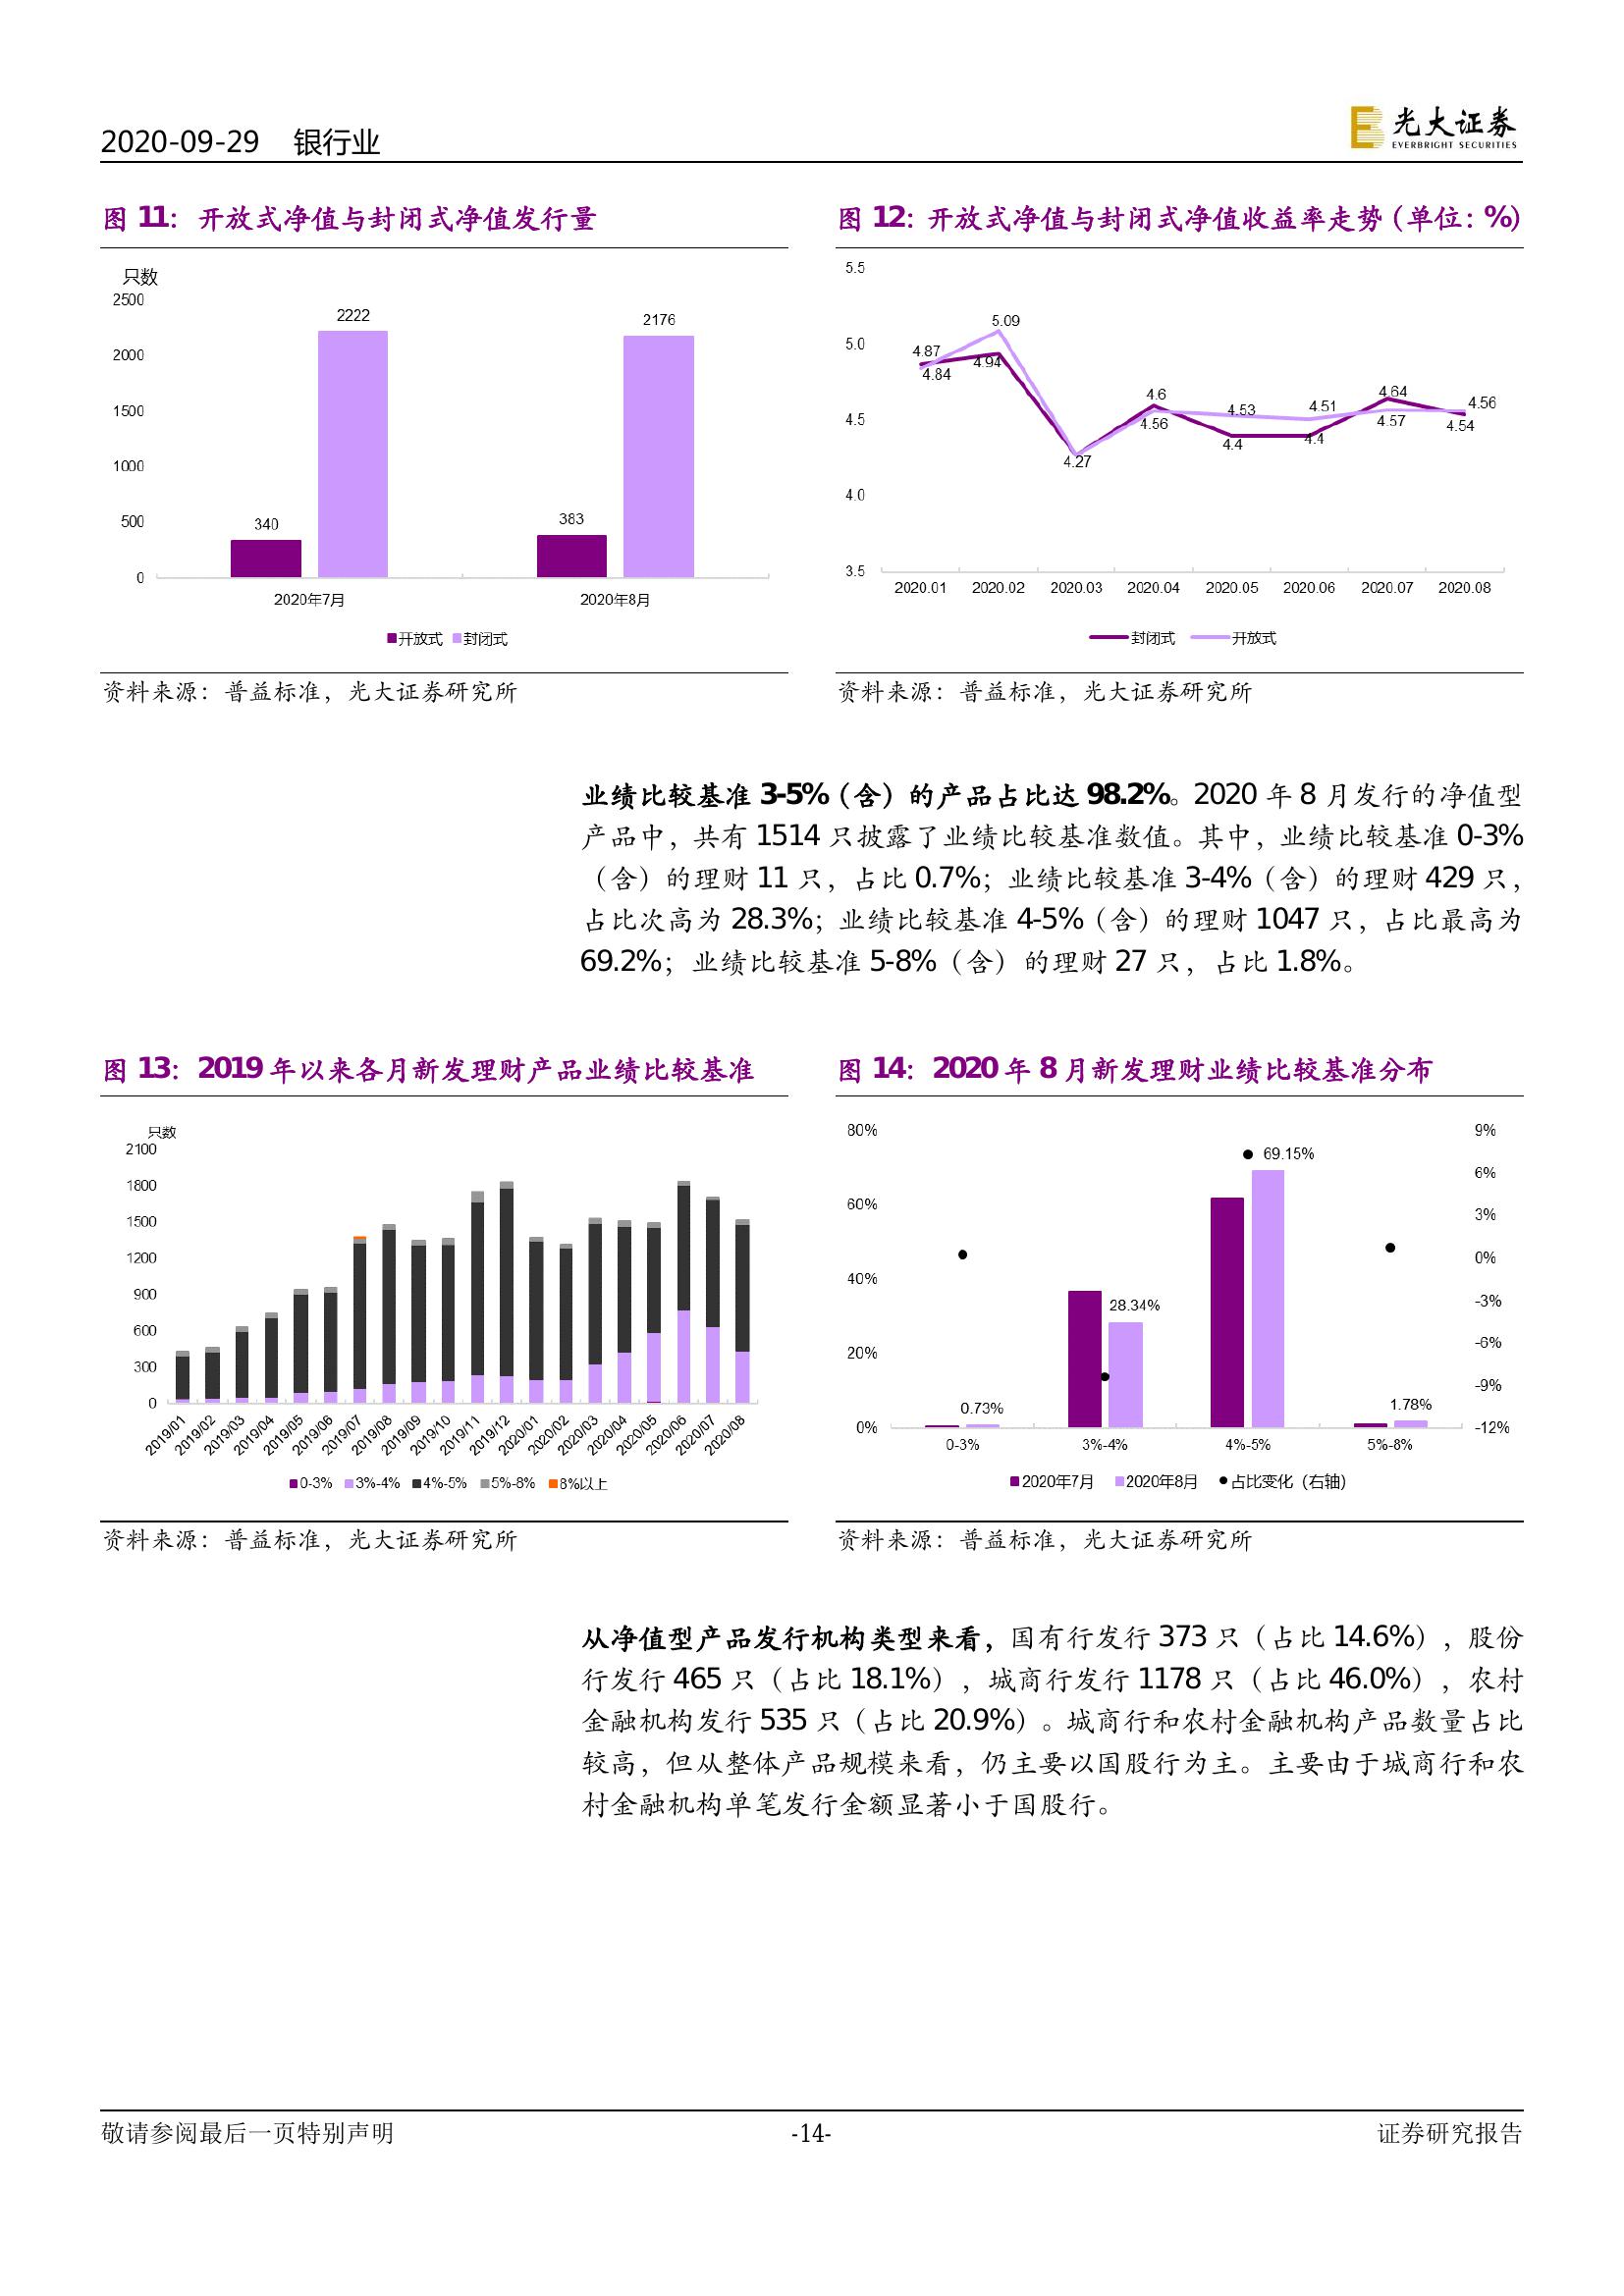 2020-09-29 银行业
光大证券
EVERBRIGHT SECURITIES
图 11：开放式净值与封闭式净值发行量
只数
2500
2000
1500
1000
500
0
2222
2176
340
383
2020年7月 2020年8月
开放式 封闭式
资料来源：普益标准，光大证券研究所
图 12：开放式净值与封闭式净值收益率走势（单位：%）
5.5
5.0
4.5
4.0
3.5
5.09
4.87
4.84
4.94
4.27
4.6
4.56
4.53
4.4
4.51
4.4
4.64
4.57
4.56
4.54
2020.01 2020.02 2020.03 2020.04 2020.05 2020.06 2020.07 2020.08
封闭式 开放式
资料来源：普益标准，光大证券研究所
业绩比较基准 3-5%（含）的产品占比达 98.2%。2020 年 8 月发行的净值型
产品中，共有 1514 只披露了业绩比较基准数值。其中，业绩比较基准 0-3%
（含）的理财 11 只，占比 0.7%；业绩比较基准 3-4%（含）的理财 429 只，
占比次高为 28.3%；业绩比较基准 4-5%（含）的理财 1047 只，占比最高为
69.2%；业绩比较基准 5-8%（含）的理财 27 只，占比 1.8%。
图 13：2019 年以来各月新发理财产品业绩比较基准
只数
2100
1800
1500
1200
900
600
300
0
2019/01 2019/02 2019/03 2019/04 2019/05 2019/06 2019/07 2019/08 2019/09 2019/10 2019/11 2019/12 2020/01 2020/02 2020/03 2020/04 2020/05 2020/06 2020/07 2020/08
0-3% 3%-4% 4%-5% 5%-8% 8%以上
资料来源：普益标准，光大证券研究所
图 14：2020 年 8 月新发理财业绩比较基准分布
80%
60%
40%
20%
0%
9%
6%
3%
0%
-3%
-6%
-9%
-12%
69.15%
28.34%
0.73%
1.78%
0-3% 3%-4% 4%-5% 5%-8%
2020年7月 2020年8月 占比变化（右轴）
资料来源：普益标准，光大证券研究所
从净值型产品发行机构类型来看，国有行发行 373 只（占比 14.6%），股份
行发行 465 只（占比 18.1%），城商行发行 1178 只（占比 46.0%），农村
金融机构发行 535 只（占比 20.9%）。城商行和农村金融机构产品数量占比
较高，但从整体产品规模来看，仍主要以国股行为主。主要由于城商行和农
村金融机构单笔发行金额显著小于国股行。
敬请参阅最后一页特别声明 -14- 证券研究报告